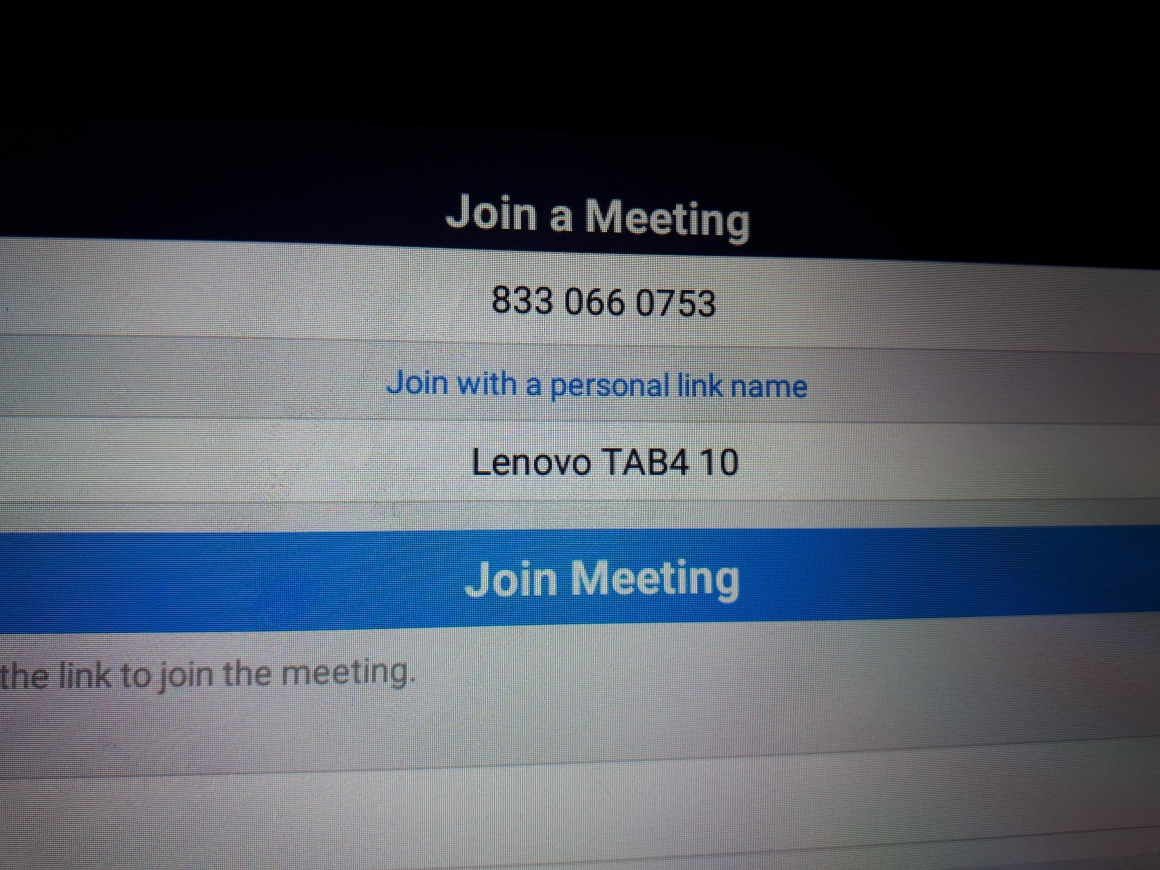 Join a Meeting
833 066 0753
Join with a personal link name
Lenovo TAB4 10
Join Meeting
the link to join the meeting.